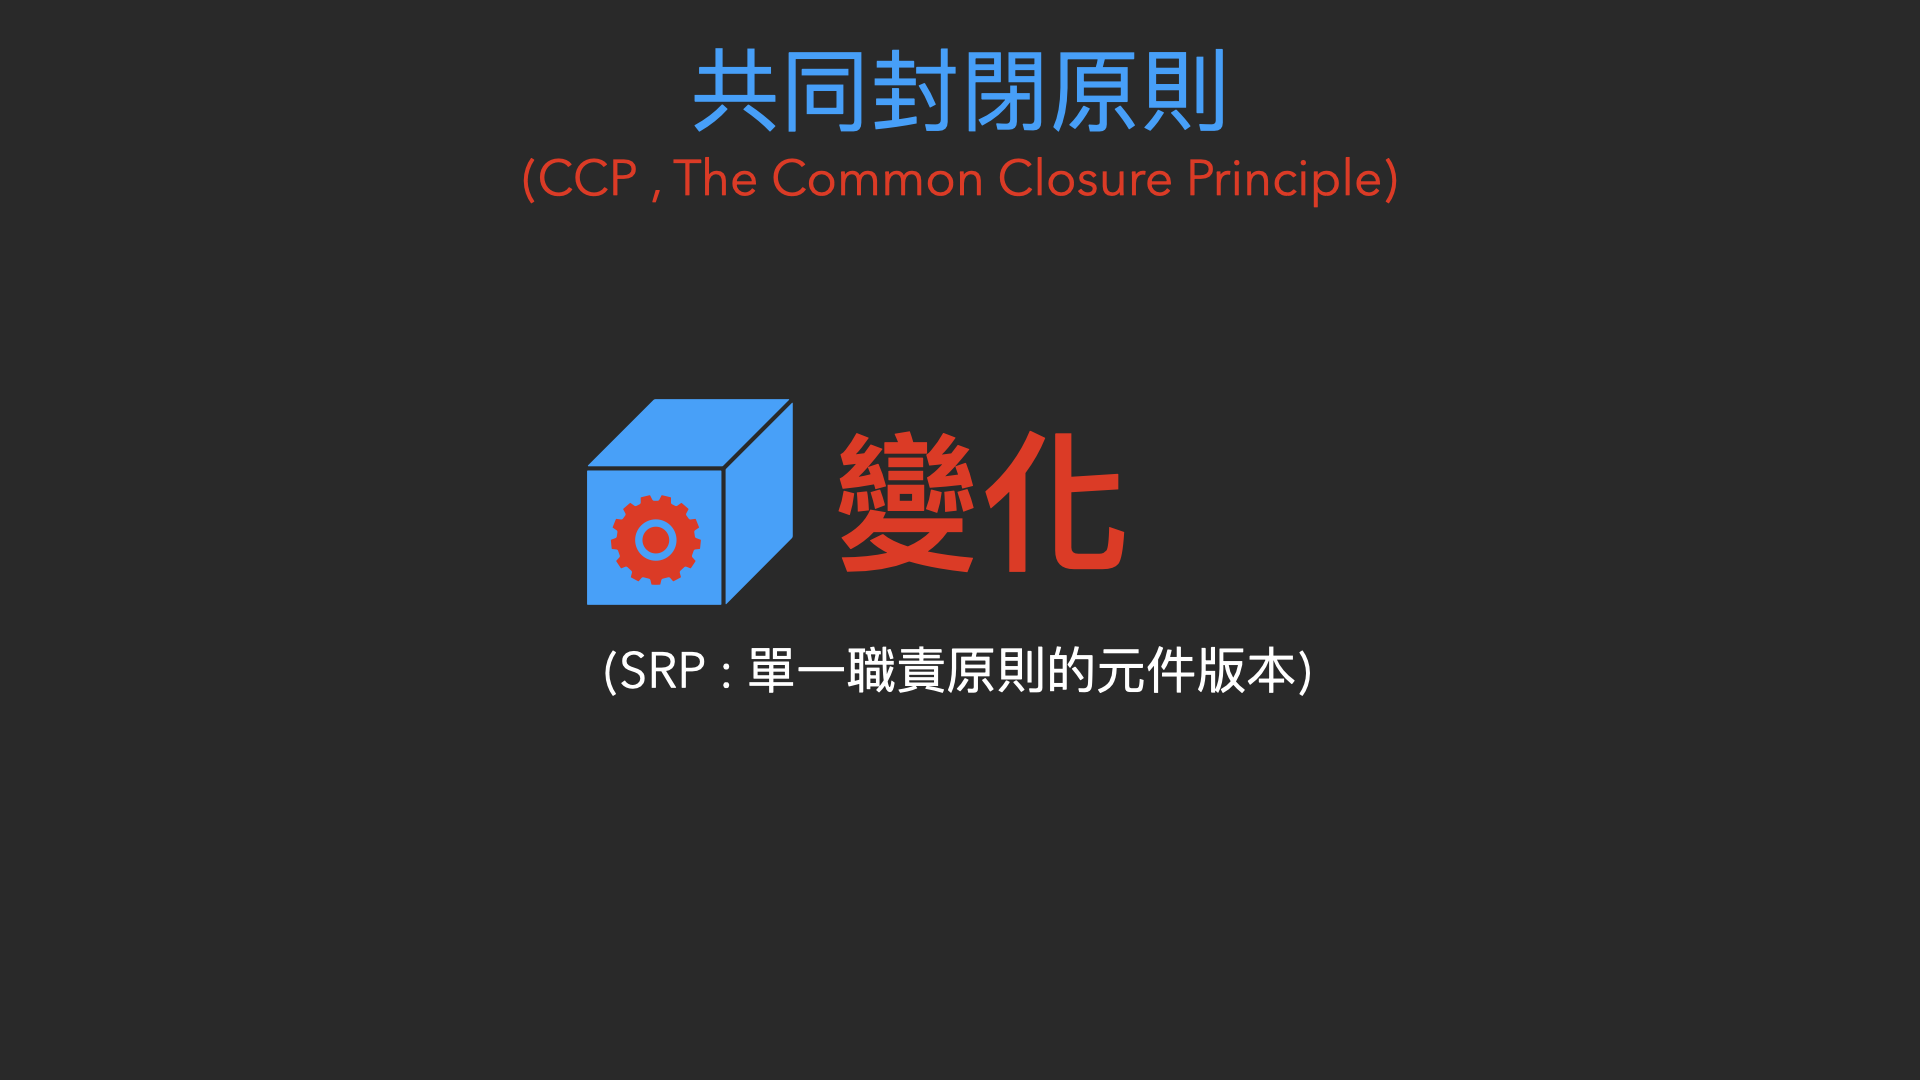 共同封閉原則
(CCP , The Common Closure Principle)
變化
(SRP : 單一職責原則的元件版本)